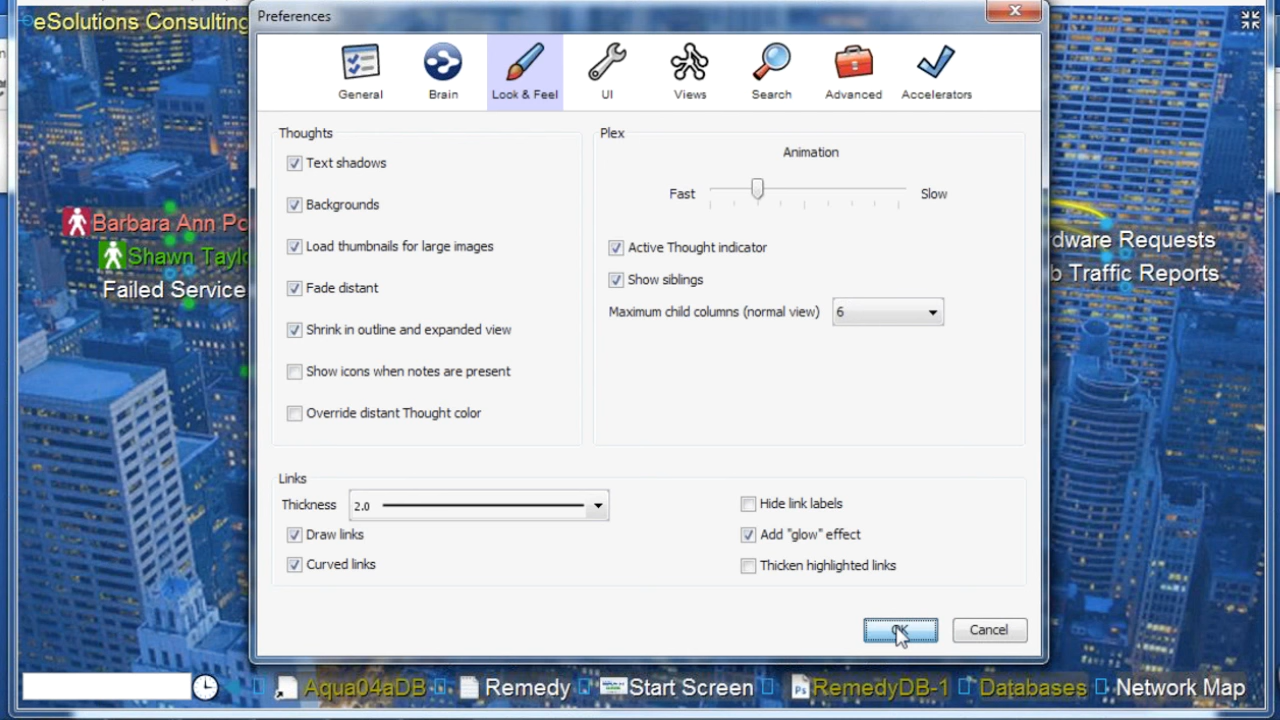 eSolutions Consulting
Preferences
General
Brain
Look & Feel
UI
Views
Search
Advanced
Accelerators
Thoughts
Text shadows
Backgrounds
Load thumbnails for large images
Fade distant
Shrink in outline and expanded view
Show icons when notes are present
Override distant Thought color
Plex
Animation
Fast
Slow
Active Thought indicator
Show siblings
Maximum child columns (normal view)
6
Links
Thickness
2.0
Draw links
Curved links
Hide link labels
Add "glow" effect
Thicken highlighted links
OK
Cancel
Barbara Ann
Shawn
Failed Service
Requests
Traffic Reports
Aqua04aDB
Remedy
Start Screen
RemedyDB-1
Databases
Network Map